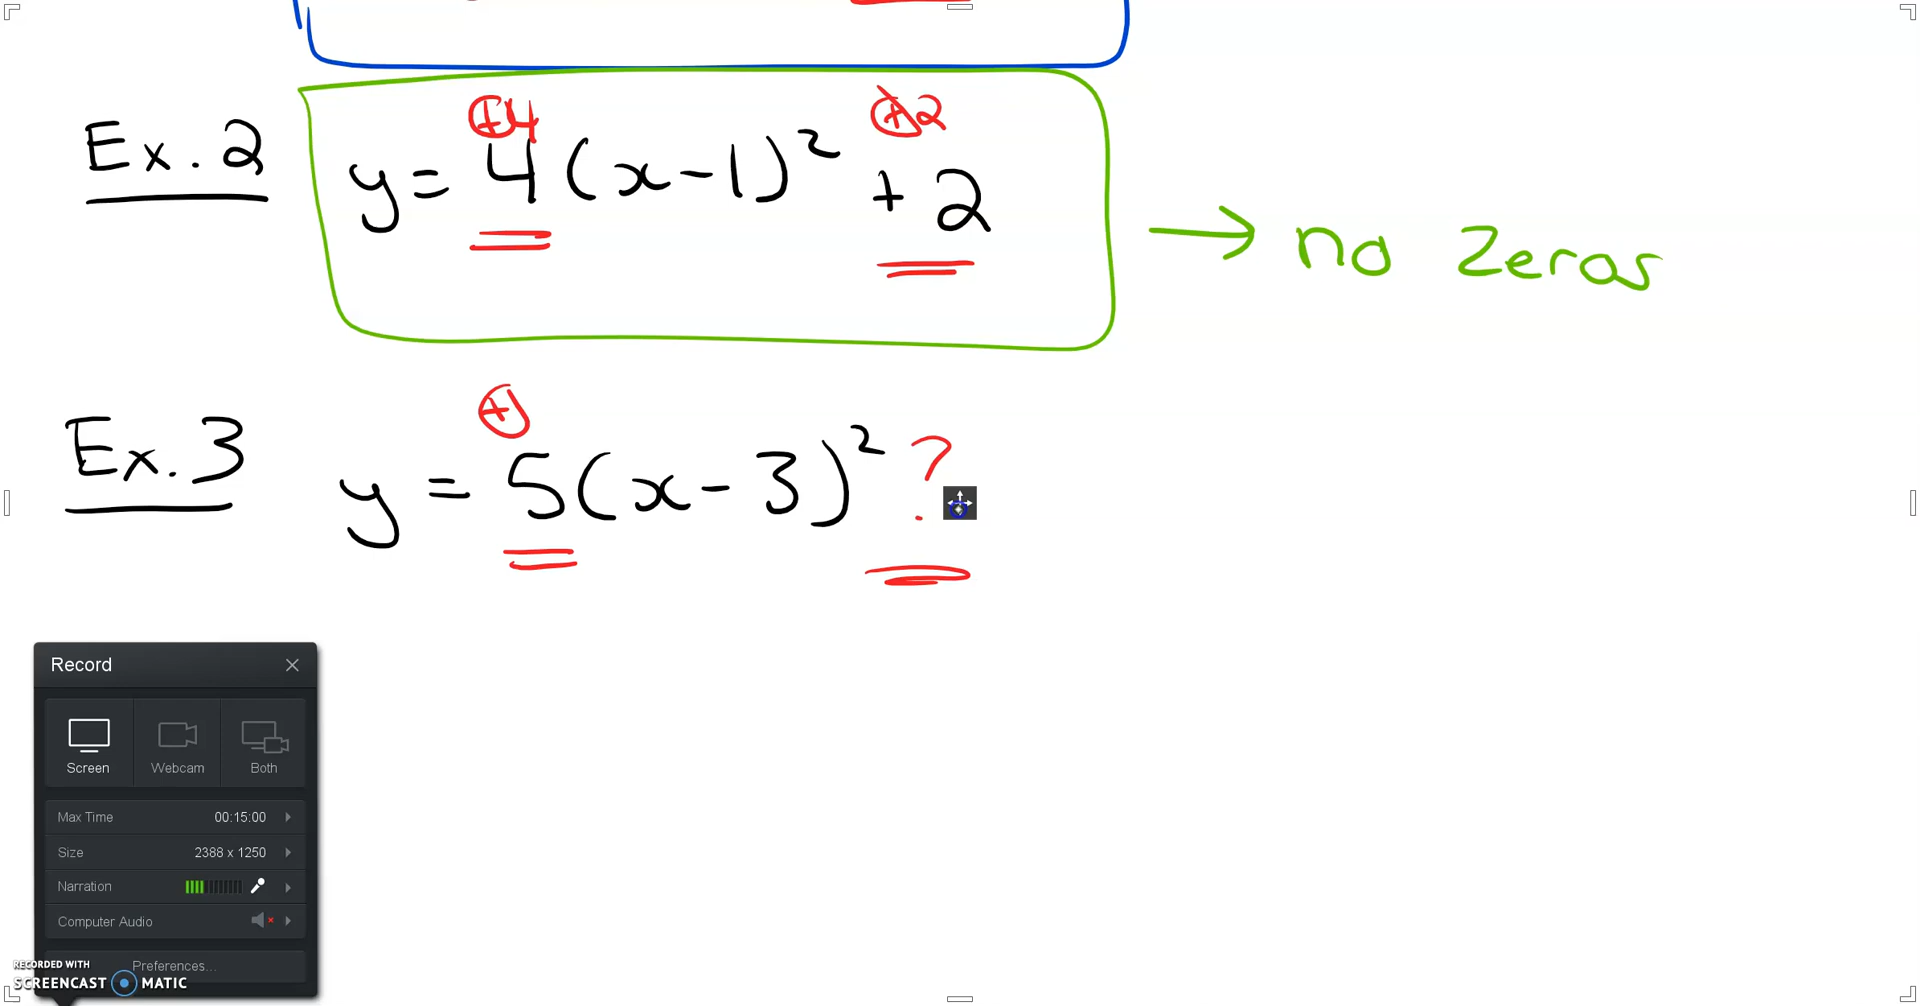 +4 +2
Ex. 2 y = 4(x-1)² + 2
→ no zeros
+
Ex. 3 y = 5(x-3)² ?
Record
Screen Webcam Both
Max Time 00:15:00
Size 2388 x 1250
Narration
Computer Audio
Preferences...
RECORDED WITH
SCREENCAST MATIC